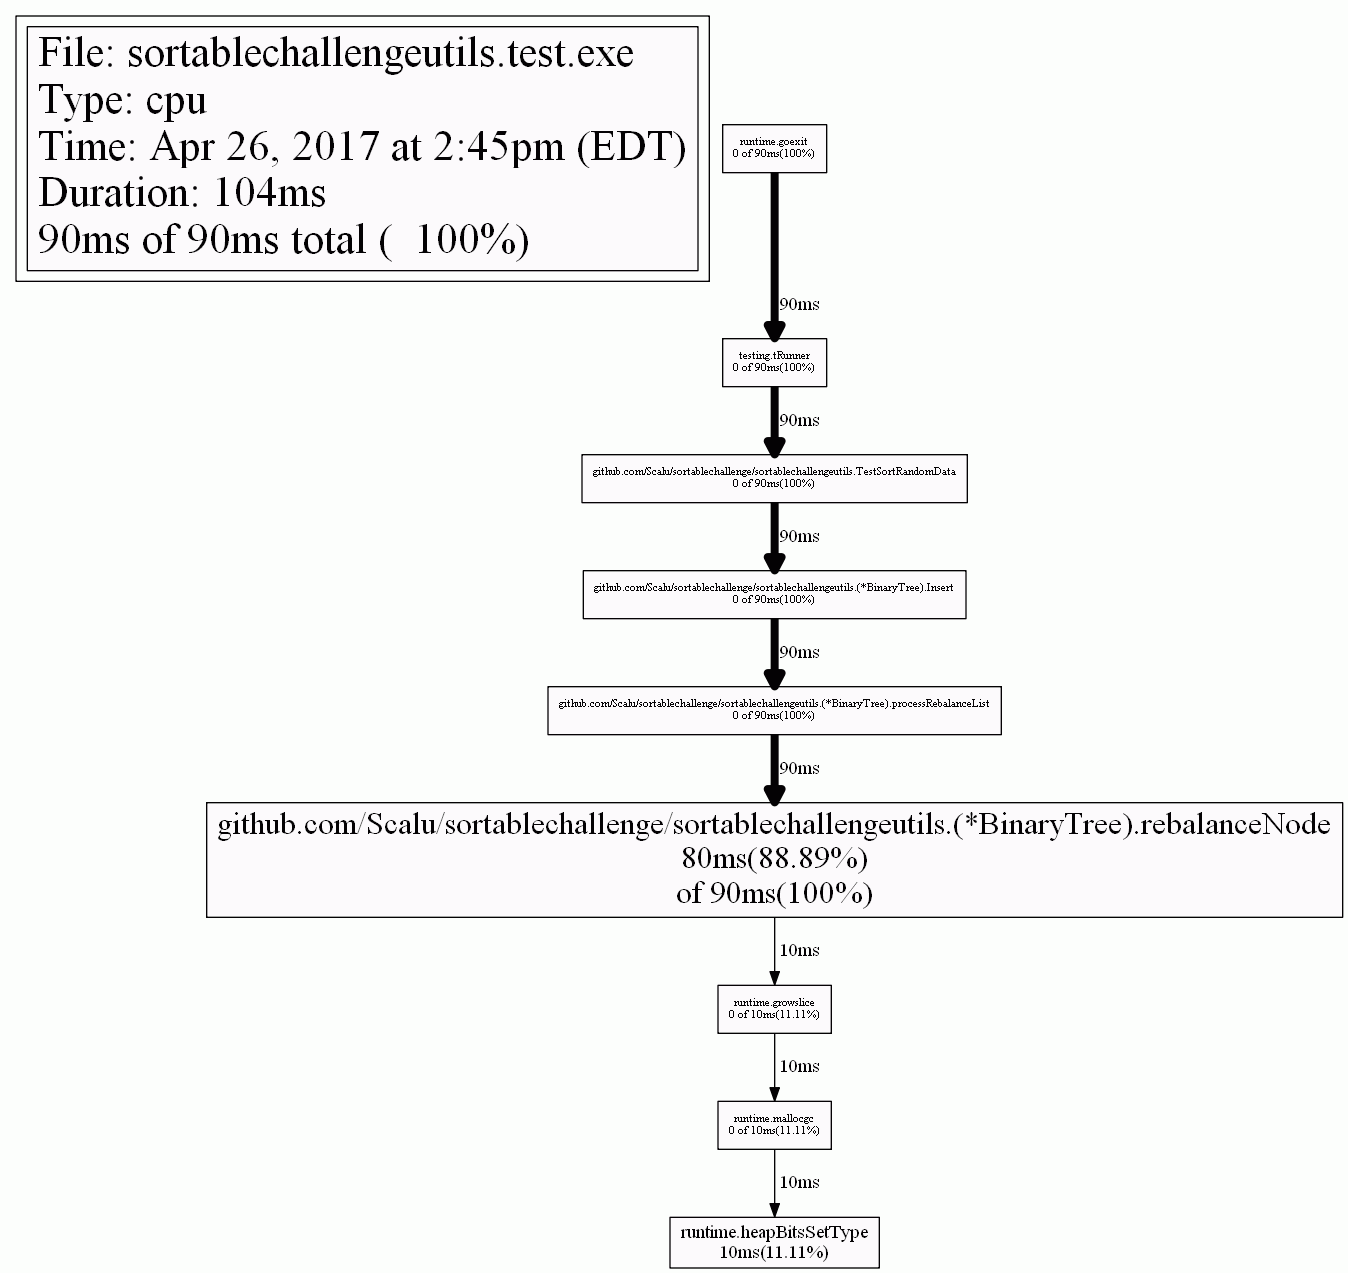 File: sortablechallengeutils.test.exe
Type: cpu
Time: Apr 26, 2017 at 2:45pm (EDT)
Duration: 104ms
90ms of 90ms total (  100%)
runtime.goexit
0 of 90ms(100%)
90ms
testing.tRunner
0 of 90ms(100%)
90ms
github.com/Scalu/sortablechallenge/sortablechallengeutils.TestSortRandomData
0 of 90ms(100%)
90ms
github.com/Scalu/sortablechallenge/sortablechallengeutils.(*BinaryTree).Insert
0 of 90ms(100%)
90ms
github.com/Scalu/sortablechallenge/sortablechallengeutils.(*BinaryTree).processRebalanceList
0 of 90ms(100%)
90ms
github.com/Scalu/sortablechallenge/sortablechallengeutils.(*BinaryTree).rebalanceNode
80ms(88.89%)
of 90ms(100%)
10ms
runtime.growslice
0 of 10ms(11.11%)
10ms
runtime.mallocgc
0 of 10ms(11.11%)
10ms
runtime.heapBitsSetType
10ms(11.11%)